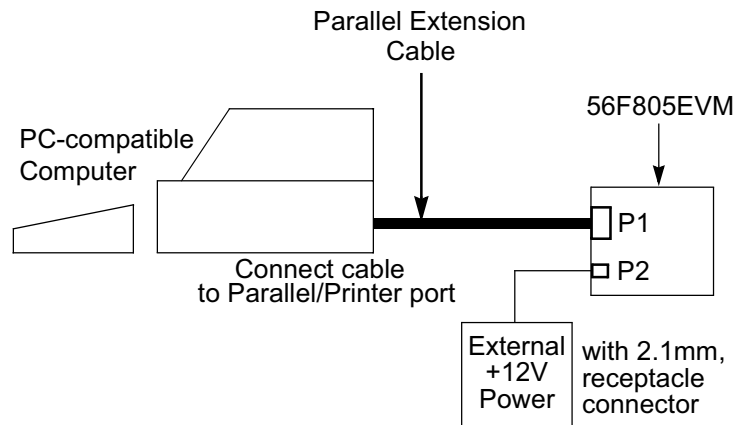 Parallel Extension
Cable
56F805EVM
PC-compatible
Computer
P1
Connect cable
to Parallel/Printer port
P2
External
+12V
Power
with 2.1mm,
receptacle
connector